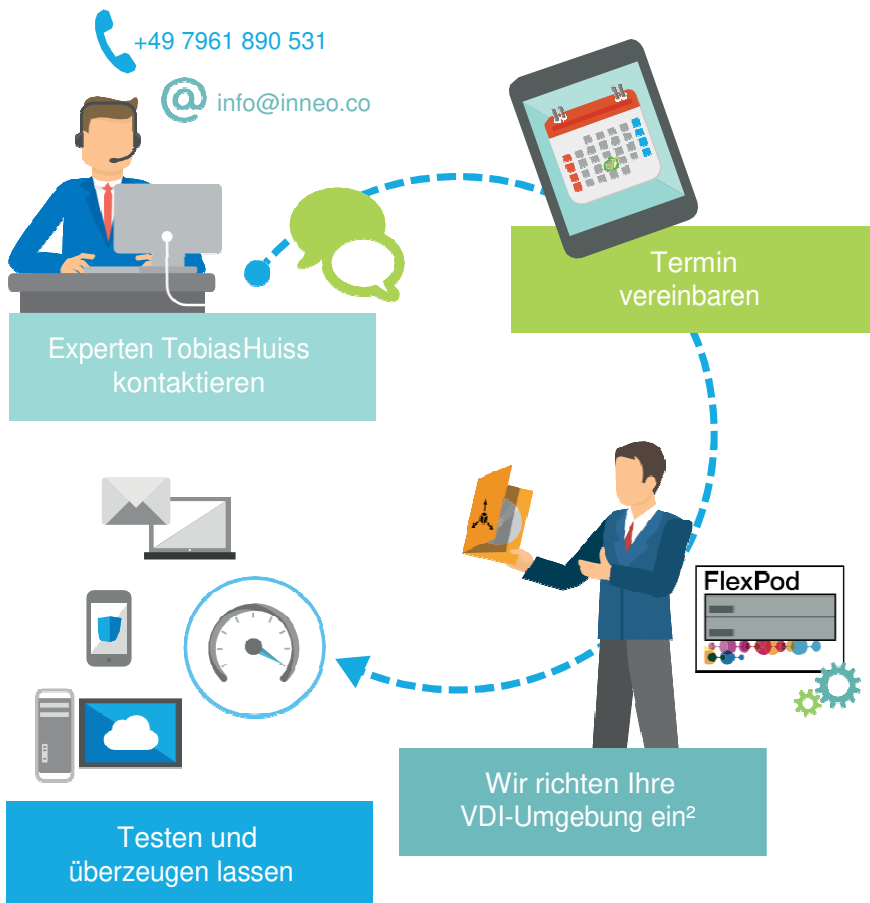 +49 7961 890 531
info@inneo.co
Termin
vereinbaren
Experten TobiasHuiss
kontaktieren
FlexPod
Wir richten Ihre
VDI-Umgebung ein²
Testen und
überzeugen lassen